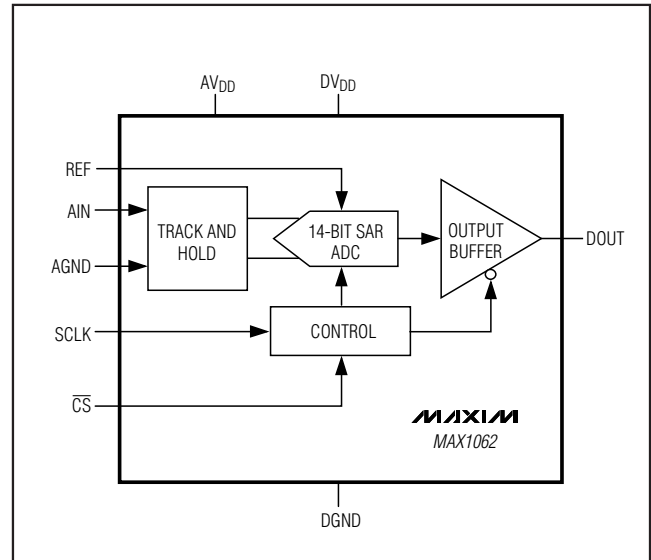 AVDD
DVDD
REF
AIN
AGND
SCLK
CS
TRACK AND
HOLD
14-BIT SAR
ADC
CONTROL
OUTPUT
BUFFER
DOUT
MAXIM
MAX1062
DGND